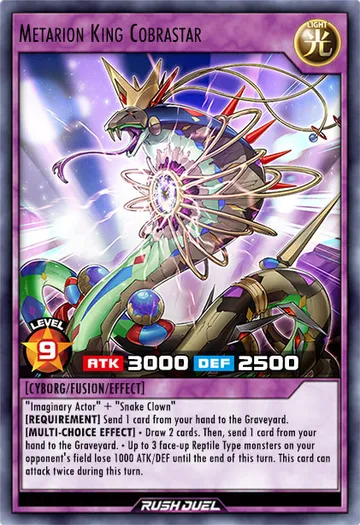 METARION KING COBRASTAR
LIGHT
光
LEVEL
9
ATK 3000 DEF 2500
[CYBORG/FUSION/EFFECT]
"Imaginary Actor" + "Snake Clown"
[REQUIREMENT] Send 1 card from your hand to the Graveyard.
[MULTI-CHOICE EFFECT] • Draw 2 cards. Then, send 1 card from your
hand to the Graveyard. • Up to 3 face-up Reptile Type monsters on your
opponent's field lose 1000 ATK/DEF until the end of this turn. This card can
attack twice during this turn.
RUSH DUEL